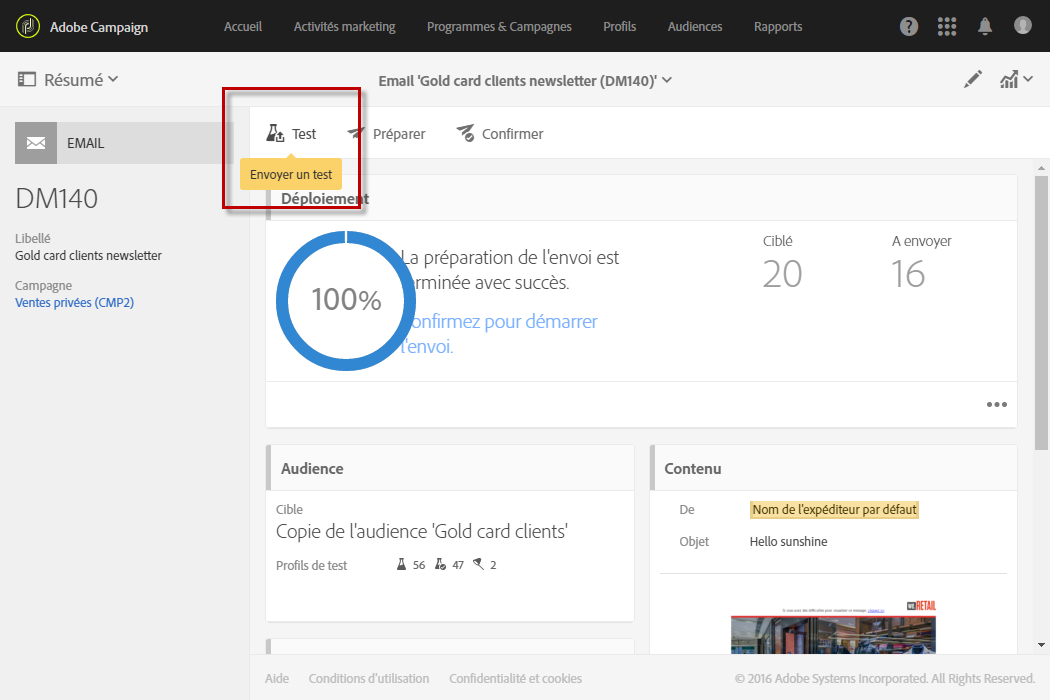 Adobe Campaign
Accueil
Activités marketing
Programmes & Campagnes
Profils
Audiences
Rapports
Résumé
Email 'Gold card clients newsletter (DM140)'
Test
Préparer
Confirmer
EMAIL
Envoyer un test
DM140
Libellé
Gold card clients newsletter
Campagne
Ventes privées (CMP2)
Déploiement
100%
La préparation de l'envoi est
terminée avec succès.
Confirmez pour démarrer
l'envoi.
Ciblé
20
A envoyer
16
Audience
Cible
Copie de l'audience 'Gold card clients'
Profils de test
56
47
2
Contenu
De
Nom de l'expéditeur par défaut
Objet
Hello sunshine
RETAIL
Aide
Conditions d'utilisation
Confidentialité et cookies
© 2016 Adobe Systems Incorporated. All Rights Reserved.